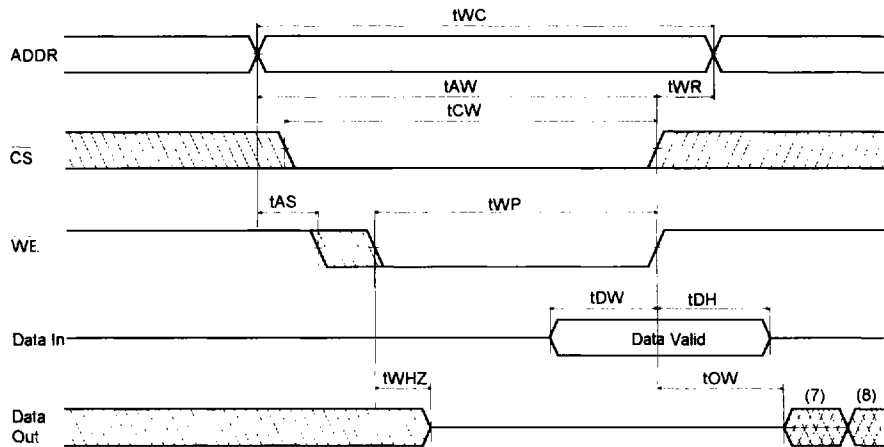 tWC
ADDR
tAW
tWR
tCW
CS
tAS
tWP
WE
tDW
tDH
Data In
Data Valid
tWHZ
tOW
Data
Out
(7)
(8)